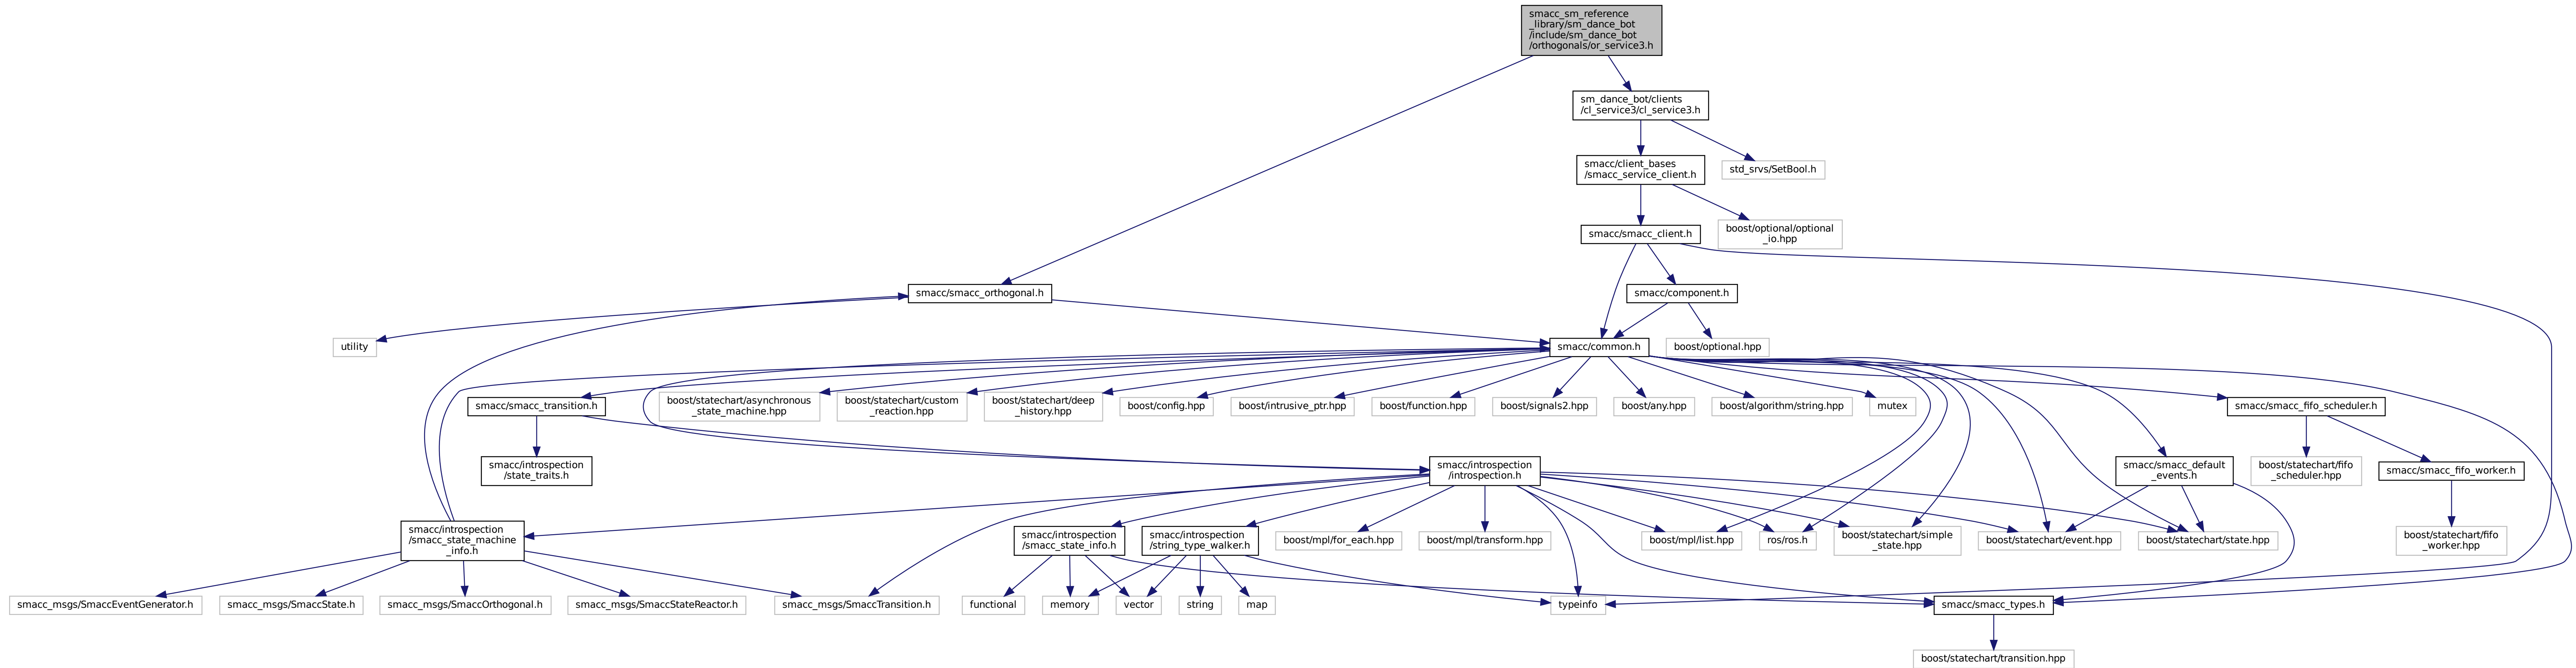 smacc_sm_reference
_library/sm_dance_bot
/include/sm_dance_bot
/orthogonals/or_service3.h
sm_dance_bot/clients
/cl_service3/cl_service3.h
smacc/client_bases
/smacc_service_client.h
std_srvs/SetBool.h
smacc/smacc_client.h
boost/optional/optional
_io.hpp
smacc/smacc_orthogonal.h
smacc/component.h
utility
smacc/common.h
boost/optional.hpp
smacc/smacc_transition.h
boost/statechart/asynchronous
_state_machine.hpp
boost/statechart/custom
_reaction.hpp
boost/statechart/deep
_history.hpp
boost/config.hpp
boost/intrusive_ptr.hpp
boost/function.hpp
boost/signals2.hpp
boost/any.hpp
boost/algorithm/string.hpp
mutex
smacc/smacc_fifo_scheduler.h
smacc/introspection
/state_traits.h
smacc/introspection
/introspection.h
smacc/smacc_default
_events.h
boost/statechart/fifo
_scheduler.hpp
smacc/smacc_fifo_worker.h
smacc/introspection
/smacc_state_machine
_info.h
smacc/introspection
/smacc_state_info.h
smacc/introspection
/string_type_walker.h
boost/mpl/for_each.hpp
boost/mpl/transform.hpp
boost/mpl/list.hpp
ros/ros.h
boost/statechart/simple
_state.hpp
boost/statechart/event.hpp
boost/statechart/state.hpp
boost/statechart/fifo
_worker.hpp
smacc_msgs/SmaccEventGenerator.h
smacc_msgs/SmaccState.h
smacc_msgs/SmaccOrthogonal.h
smacc_msgs/SmaccStateReactor.h
smacc_msgs/SmaccTransition.h
functional
memory
vector
string
map
typeinfo
smacc/smacc_types.h
boost/statechart/transition.hpp